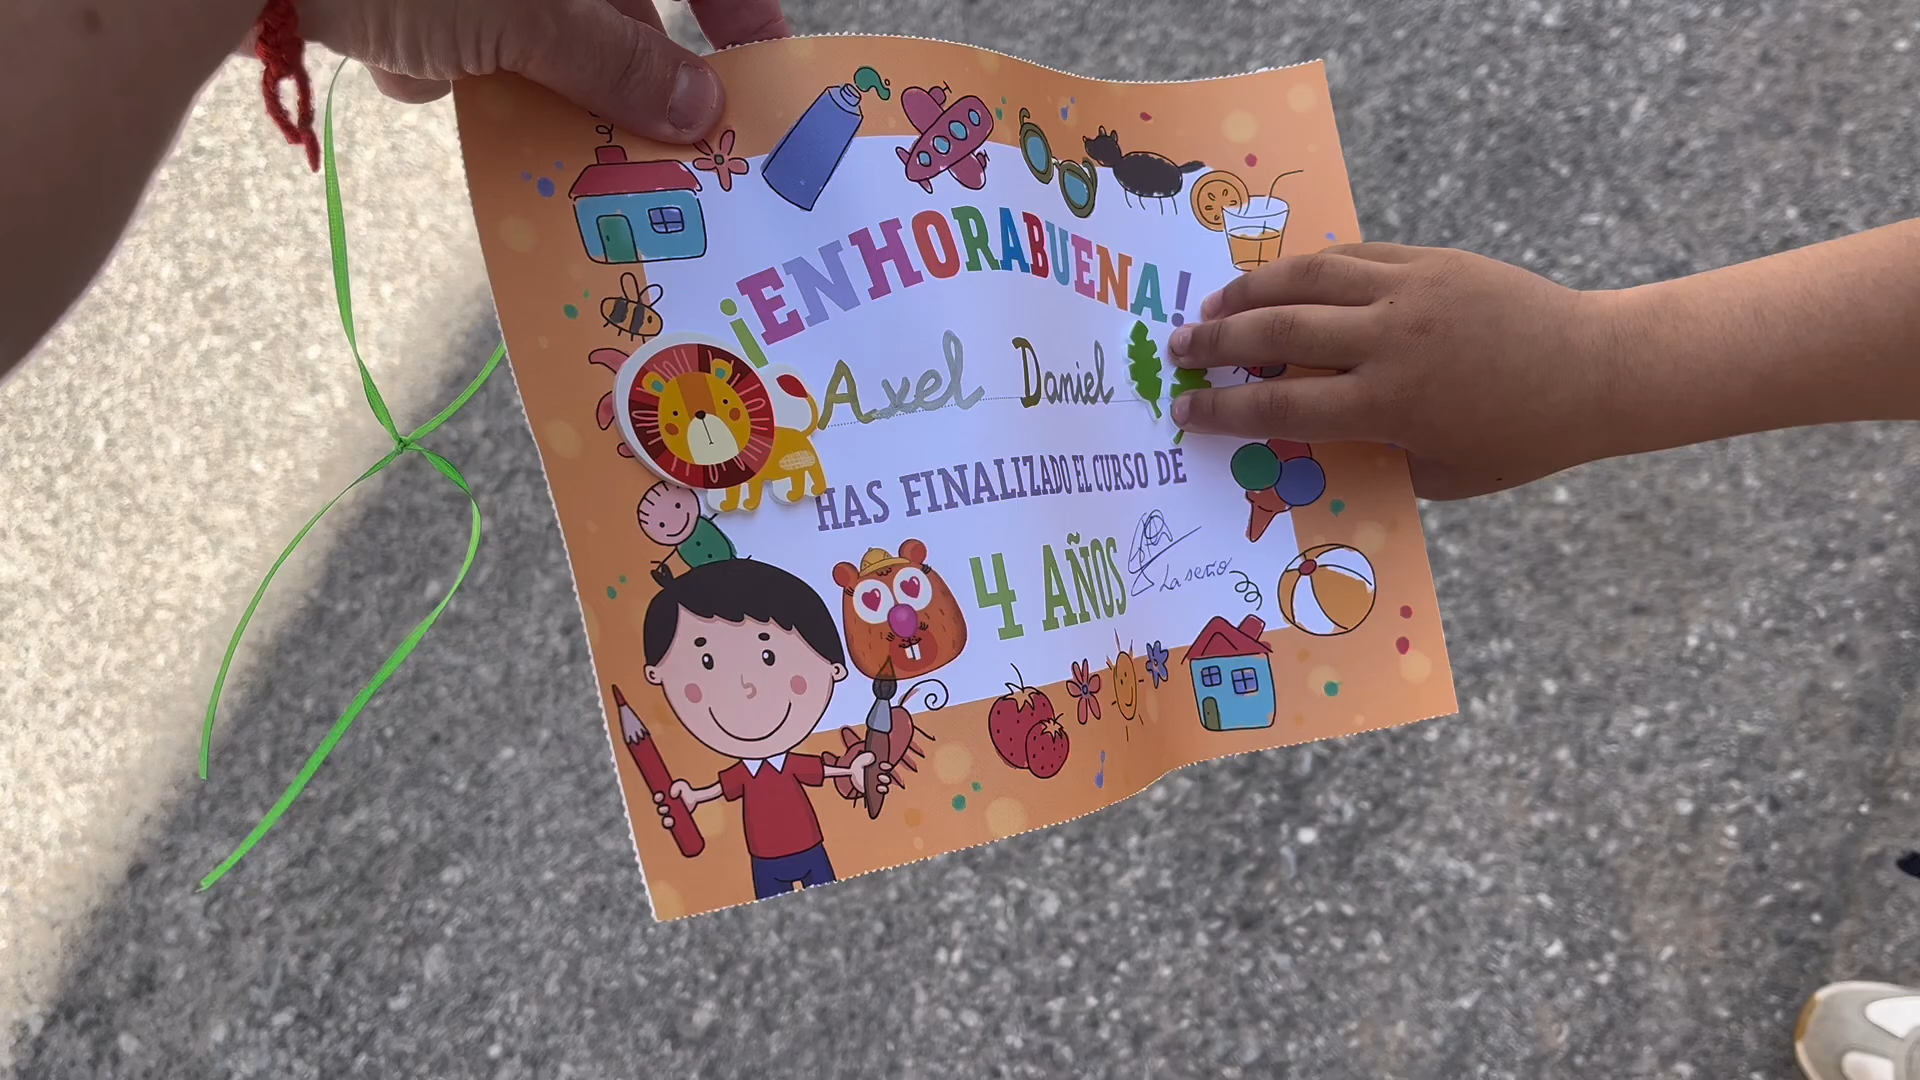 ¡ENHORABUENA!
Axel Daniel
HAS FINALIZADO EL CURSO DE
4 AÑOS
La seño